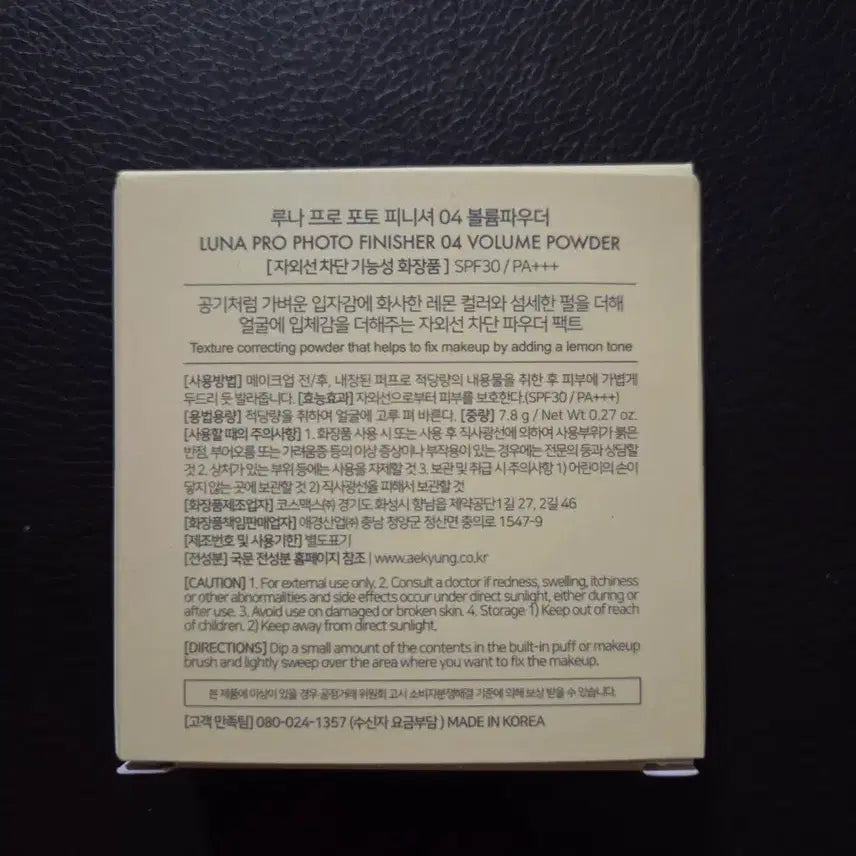 루나 프로 포토 피니셔 04 볼륨파우더
LUNA PRO PHOTO FINISHER 04 VOLUME POWDER
[ 자외선 차단 기능성 화장품 ] SPF30 / PA+++
공기처럼 가벼운 입자감에 화사한 레몬 컬러와 섬세한 펄을 더해
얼굴에 입체감을 더해주는 자외선 차단 파우더 팩트
Texture correcting powder that helps to fix makeup by adding a lemon tone
[사용방법] 메이크업 전/후, 내장된 퍼프로 적당량의 내용물을 취한 후 피부에 가볍게
두드리 듯 발라줍니다. [효능효과] 자외선으로부터 피부를 보호한다.(SPF30 / PA+++)
[용법용량] 적당량을 취하여 얼굴에 고루 펴 바른다. [중량] 7.8 g / Net Wt 0.27 oz.
[사용할 때의 주의사항] 1. 화장품 사용 시 또는 사용 후 직사광선에 의하여 사용부위가 붉은
반점, 부어오름 또는 가려움증 등의 이상 증상이나 부작용이 있는 경우에는 전문의 등과 상담할
것 2. 상처가 있는 부위 등에는 사용을 자제할 것 3. 보관 및 취급 시 주의사항 1) 어린이의 손이
닿지 않는 곳에 보관할 것 2) 직사광선을 피해서 보관할 것
[화장품제조업자] 코스맥스㈜ 경기도 화성시 향남읍 제약공단1길 27, 2길 46
[화장품책임판매업자] 애경산업㈜ 충남 청양군 정산면 충의로 1547-9
[제조번호 및 사용기한] 별도표기
[전성분] 국문 전성분 홈페이지 참조 | www.aekyung.co.kr
[CAUTION] 1. For external use only. 2. Consult a doctor if redness, swelling, itchiness
or other abnormalities and side effects occur under direct sunlight, either during or
after use. 3. Avoid use on damaged or broken skin. 4. Storage 1) Keep out of reach
of children. 2) Keep away from direct sunlight.
[DIRECTIONS] Dip a small amount of the contents in the built-in puff or makeup
brush and lightly sweep over the area where you want to fix the makeup.
본 제품에 이상이 있을 경우 공정거래 위원회 고시 소비자분쟁해결 기준에 의해 보상 받을 수 있습니다.
[고객 만족팀] 080-024-1357 (수신자 요금부담) MADE IN KOREA